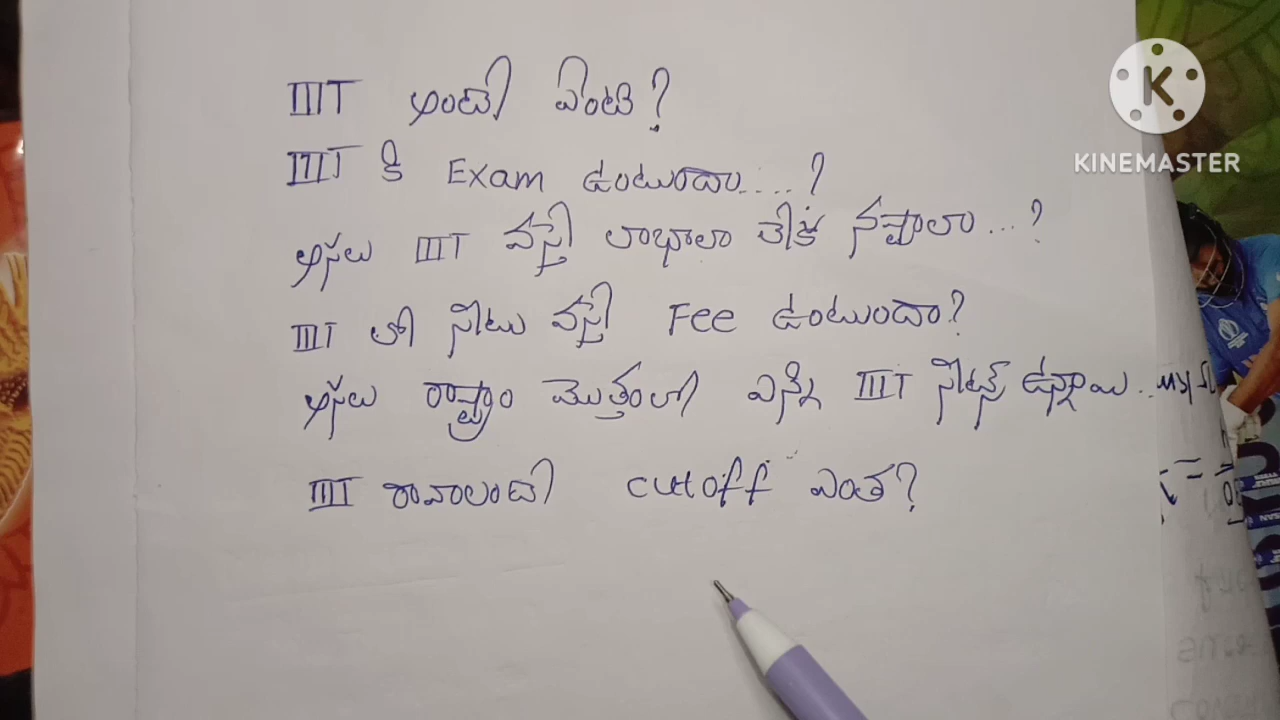 IIIT అంటే ఏంటి?
IIIT కి Exam ఉంటుందా....?
అసలు IIIT వస్తే లాభాలా లేక నష్టాలా...?
IIIT లో సీటు వస్తే Fee ఉంటుందా?
అసలు రాష్ట్రం మొత్తంలో ఎన్ని IIIT సీట్స్ ఉన్నాయి..
IIIT రావాలంటే cutoff ఎంత?
KINEMASTER